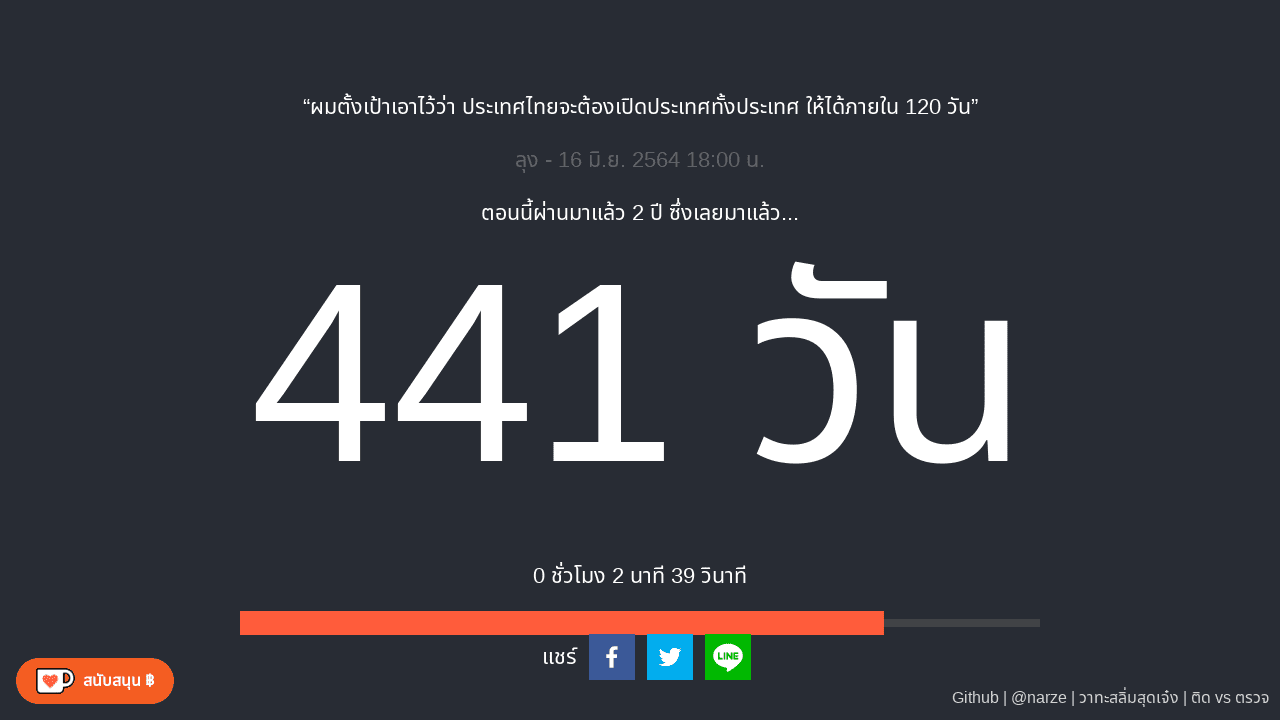 “ผมตั้งเป้าเอาไว้ว่า ประเทศไทยจะต้องเปิดประเทศทั้งประเทศ ให้ได้ภายใน 120 วัน”
ลุง - 16 มิ.ย. 2564 18:00 น.
ตอนนี้ผ่านมาแล้ว 2 ปี ซึ่งเลยมาแล้ว...
441 วัน
0 ชั่วโมง 2 นาที 39 วินาที
แชร์
LINE
สนับสนุน ฿
Github | @narze | วาทะสลิ่มสุดเจ๋ง | ติด vs ตรวจ